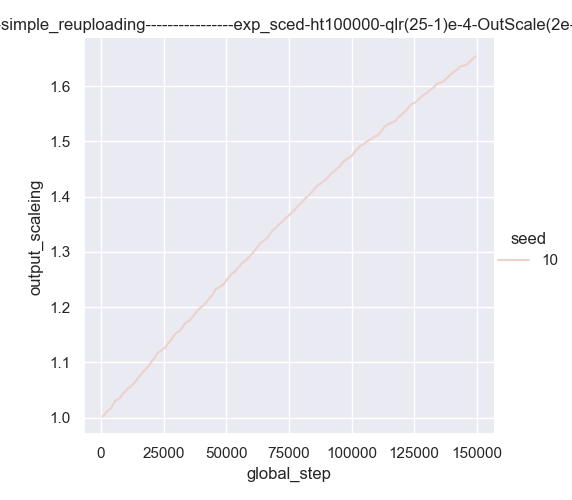 -simple_reuploading----------------exp_sced-ht100000-qlr(25-1)e-4-OutScale(2e-
1.6
1.5
1.4
1.3
1.2
1.1
1.0
output_scaleing
0 25000 50000 75000 100000 125000 150000
global_step
seed
10